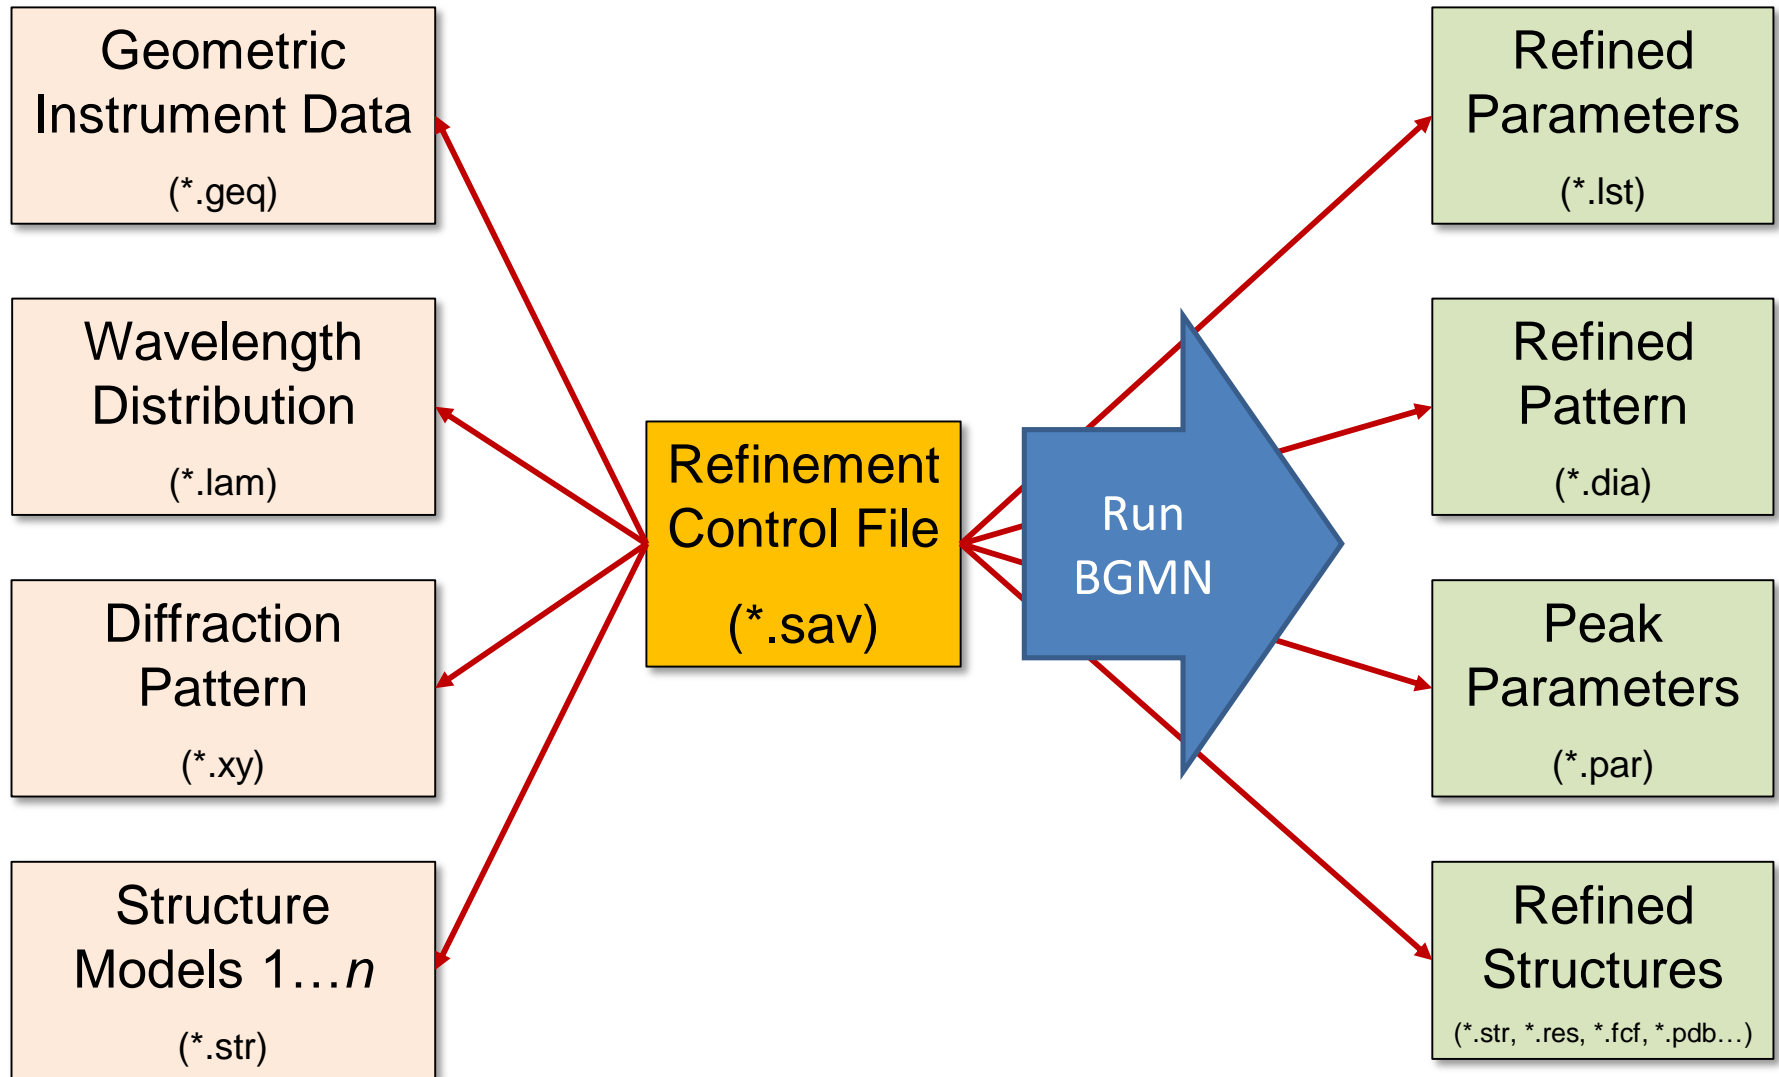 Geometric
Instrument Data
(*.geq)
Wavelength
Distribution
(*.lam)
Diffraction
Pattern
(*.xy)
Structure
Models 1…n
(*.str)
Refinement
Control File
(*.sav)
Run
BGMN
Refined
Parameters
(*.lst)
Refined
Pattern
(*.dia)
Peak
Parameters
(*.par)
Refined
Structures
(*.str, *.res, *.fcf, *.pdb…)